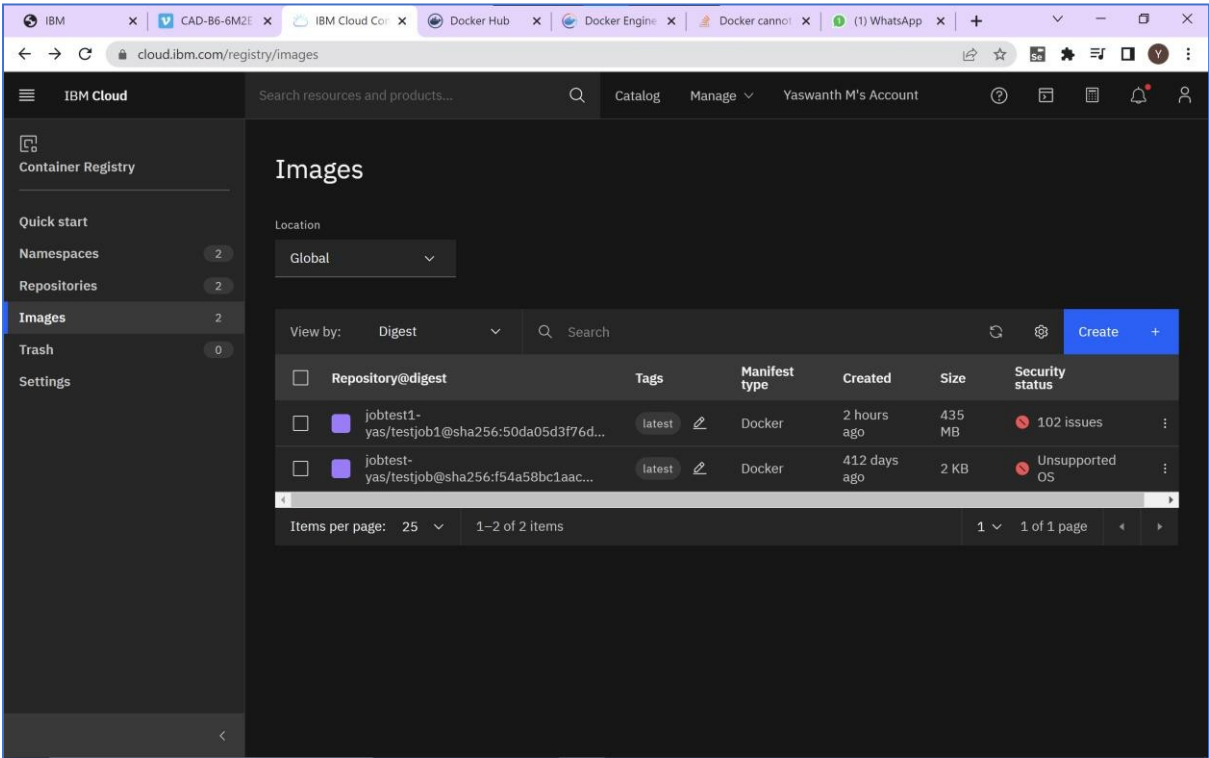 IBM
CAD-B6-6M2E
IBM Cloud Con
Docker Hub
Docker Engine
Docker cannot
(1) WhatsApp
cloud.ibm.com/registry/images
Se
Y
IBM Cloud
Search resources and products...
Catalog
Manage
Yaswanth M's Account
Container Registry
Quick start
Namespaces 2
Repositories 2
Images 2
Trash 0
Settings
Images
Location
Global
View by: Digest Search Create +
Repository@digest Tags Manifest type Created Size Security status
jobtest1-
yas/testjob1@sha256:50da05d3f76d... latest Docker 2 hours ago 435 MB 102 issues
jobtest-
yas/testjob@sha256:f54a58bc1aac... latest Docker 412 days ago 2 KB Unsupported OS
Items per page: 25 1–2 of 2 items 1 1 of 1 page